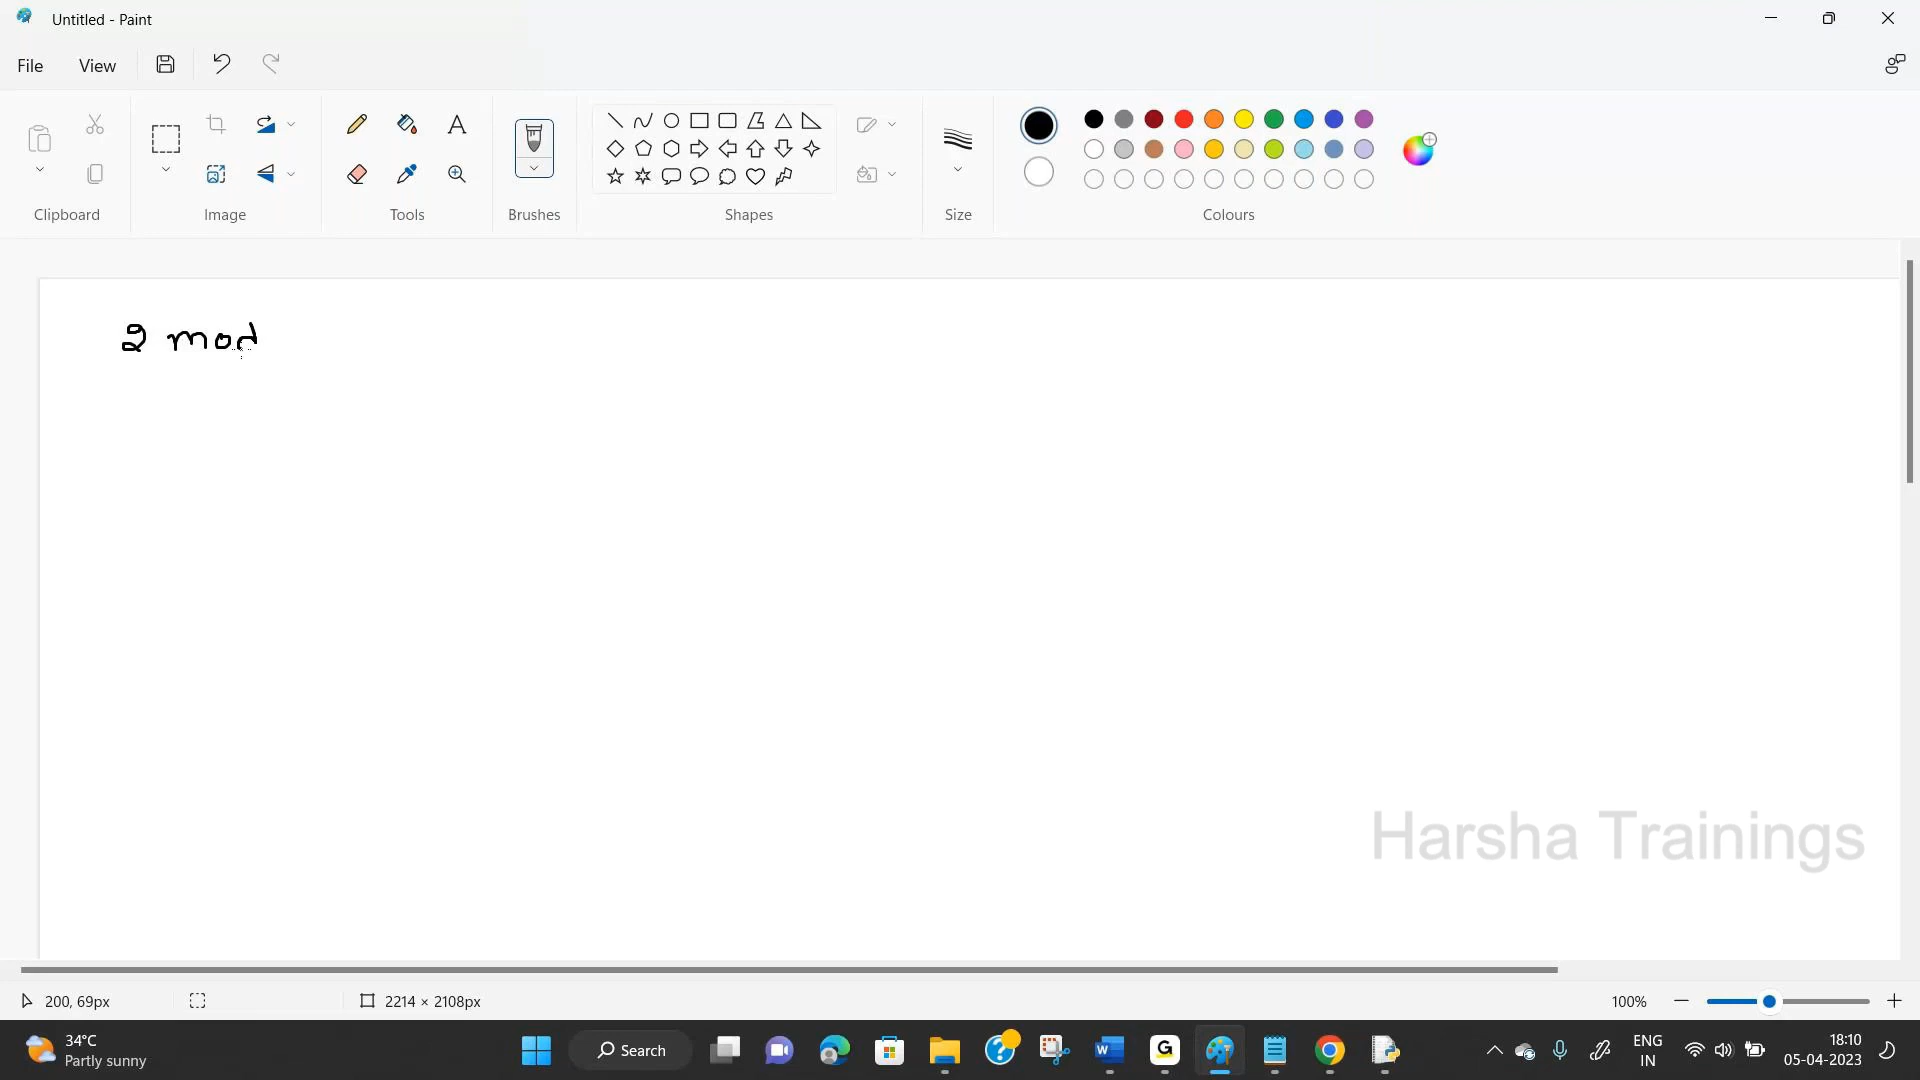 Untitled - Paint
File View
Clipboard Image Tools Brushes Shapes Size Colours
2 mod
Harsha Trainings
200, 69px 2214 × 2108px 100%
34°C
Partly sunny
Search
ENG
IN
18:10
05-04-2023